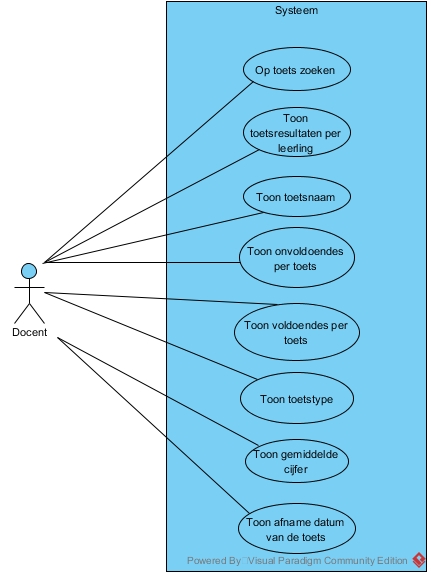 Systeem
Op toets zoeken
Toon
toetsresultaten per
leerling
Toon toetsnaam
Toon onvoldoendes
per toets
Docent
Toon voldoendes per
toets
Toon toetstype
Toon gemiddelde
cijfer
Toon afname datum
van de toets
Powered By Visual Paradigm Community Edition